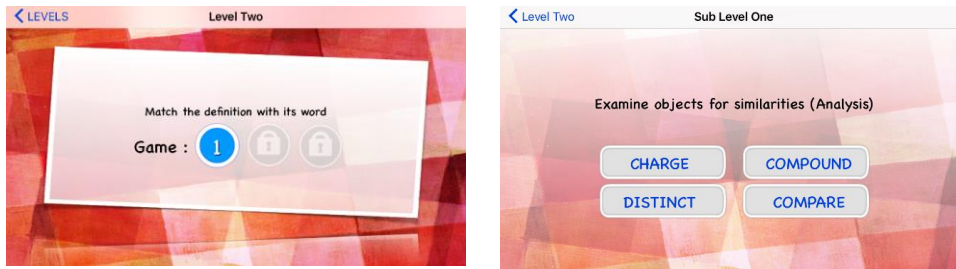 LEVELS
Level Two
Match the definition with its word
Game : 1
Level Two
Sub Level One
Examine objects for similarities (Analysis)
CHARGE COMPOUND
DISTINCT COMPARE